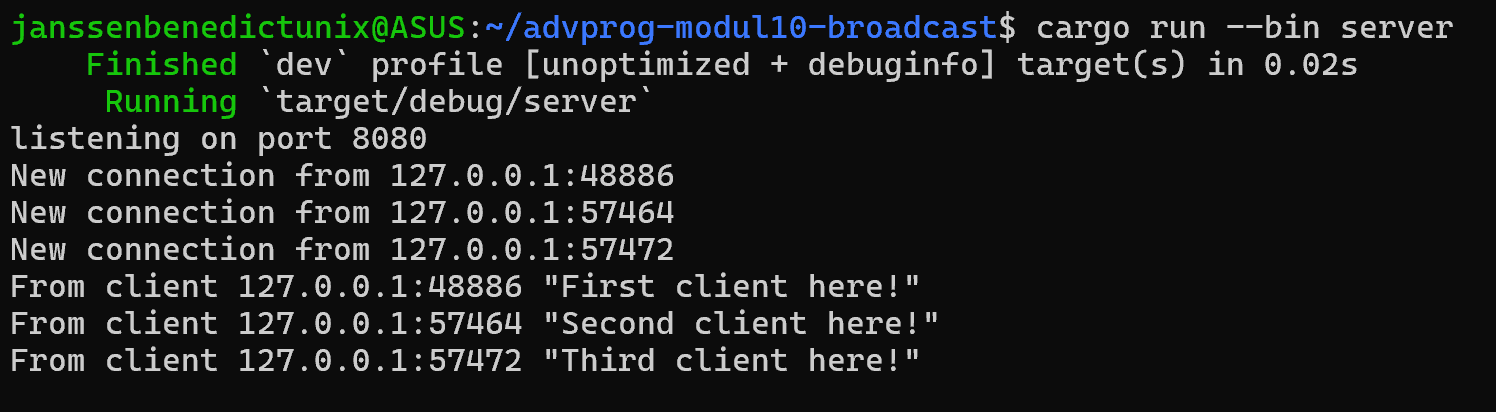 janssenbenedictunix@ASUS:~/advprog-modul10-broadcast$ cargo run --bin server
    Finished `dev` profile [unoptimized + debuginfo] target(s) in 0.02s
     Running `target/debug/server`
listening on port 8080
New connection from 127.0.0.1:48886
New connection from 127.0.0.1:57464
New connection from 127.0.0.1:57472
From client 127.0.0.1:48886 "First client here!"
From client 127.0.0.1:57464 "Second client here!"
From client 127.0.0.1:57472 "Third client here!"